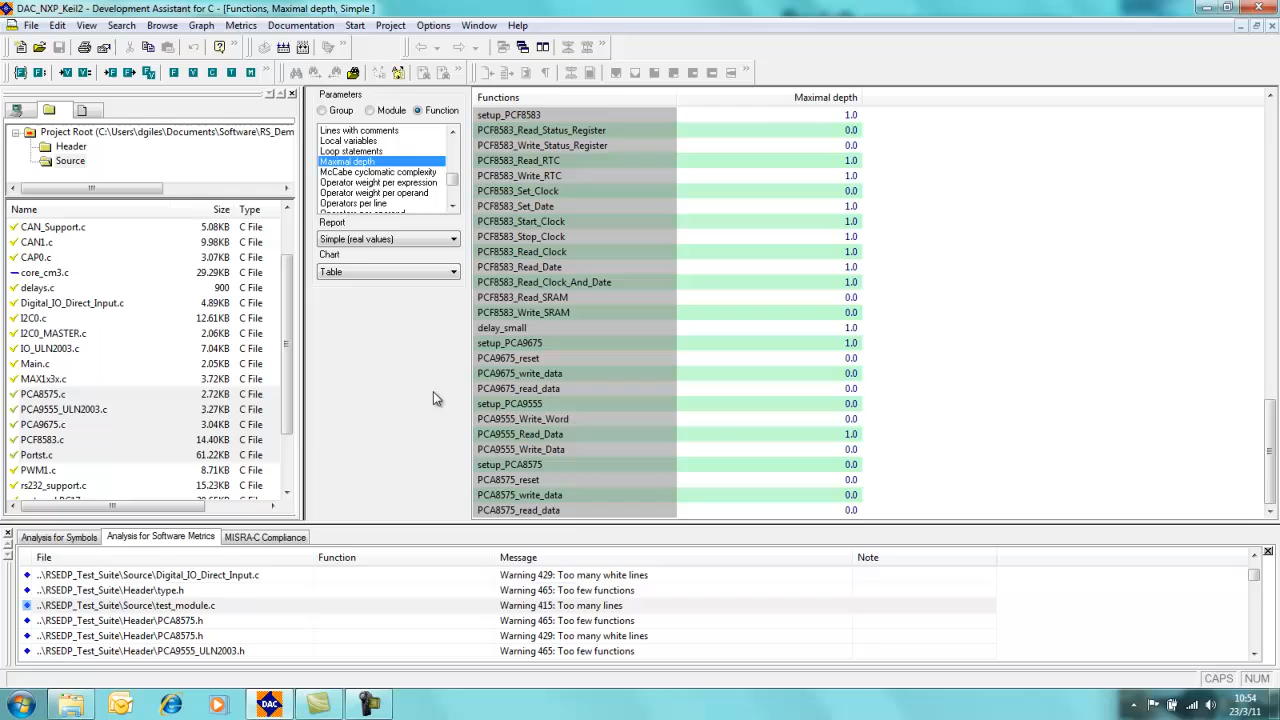 DAC_NXP_Keil2 - Development Assistant for C - [Functions, Maximal depth, Simple ]
File Edit View Search Browse Graph Metrics Documentation Start Project Options Window Help
Project Root (C:\Users\dgiles\Documents\Software\RS_Dem
Header
Source
Name Size Type
CAN_Support.c 5.08KB C File
CAN1.c 9.98KB C File
CAP0.c 3.07KB C File
core_cm3.c 29.29KB C File
delays.c 900 C File
Digital_IO_Direct_Input.c 4.89KB C File
I2C0.c 12.61KB C File
I2C0_MASTER.c 2.06KB C File
IO_ULN2003.c 7.04KB C File
Main.c 2.05KB C File
MAX1x3x.c 3.72KB C File
PCA8575.c 2.72KB C File
PCA9555_ULN2003.c 3.27KB C File
PCA9675.c 3.04KB C File
PCF8583.c 14.40KB C File
Portst.c 61.22KB C File
PWM1.c 8.71KB C File
rs232_support.c 15.23KB C File
Parameters
Group Module Function
Lines with comments
Local variables
Loop statements
Maximal depth
McCabe cyclomatic complexity
Operator weight per expression
Operator weight per operand
Operators per line
Report
Simple (real values)
Chart
Table
Functions Maximal depth
setup_PCF8583 1.0
PCF8583_Read_Status_Register 0.0
PCF8583_Write_Status_Register 0.0
PCF8583_Read_RTC 1.0
PCF8583_Write_RTC 1.0
PCF8583_Set_Clock 0.0
PCF8583_Set_Date 1.0
PCF8583_Start_Clock 1.0
PCF8583_Stop_Clock 1.0
PCF8583_Read_Clock 1.0
PCF8583_Read_Date 1.0
PCF8583_Read_Clock_And_Date 1.0
PCF8583_Read_SRAM 0.0
PCF8583_Write_SRAM 0.0
delay_small 1.0
setup_PCA9675 1.0
PCA9675_reset 0.0
PCA9675_write_data 0.0
PCA9675_read_data 0.0
setup_PCA9555 0.0
PCA9555_Write_Word 0.0
PCA9555_Read_Data 1.0
PCA9555_Write_Data 0.0
setup_PCA8575 0.0
PCA8575_reset 0.0
PCA8575_write_data 0.0
PCA8575_read_data 0.0
Analysis for Symbols Analysis for Software Metrics MISRA-C Compliance
File Function Message Note
..\RSEDP_Test_Suite\Source\Digital_IO_Direct_Input.c Warning 429: Too many white lines
..\RSEDP_Test_Suite\Header\type.h Warning 465: Too few functions
..\RSEDP_Test_Suite\Source\test_module.c Warning 415: Too many lines
..\RSEDP_Test_Suite\Header\PCA8575.h Warning 465: Too few functions
..\RSEDP_Test_Suite\Header\PCA8575.h Warning 429: Too many white lines
..\RSEDP_Test_Suite\Header\PCA9555_ULN2003.h Warning 465: Too few functions
CAPS NUM
DAC
10:54
23/3/11